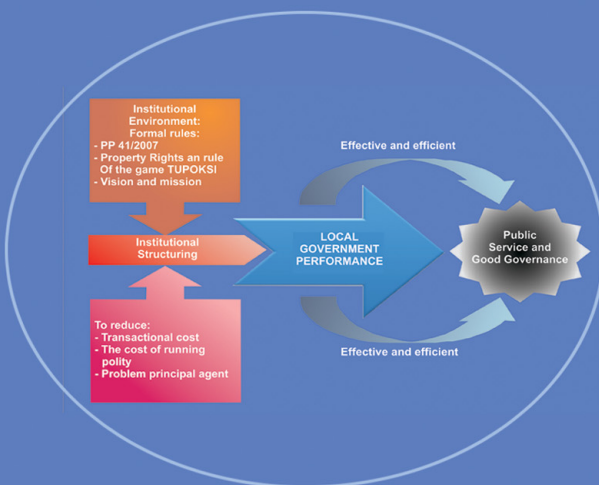 Institutional
Environment:
Formal rules:
- PP 41/2007
- Property Rights an rule
Of the game TUPOKSI
- Vision and mission
Effective and efficient
Institutional
Structuring
LOCAL
GOVERNMENT
PERFORMANCE
Public
Service and
Good Governance
To reduce:
- Transactional cost
- The cost of running
polity
- Problem principal agent
Effective and efficient